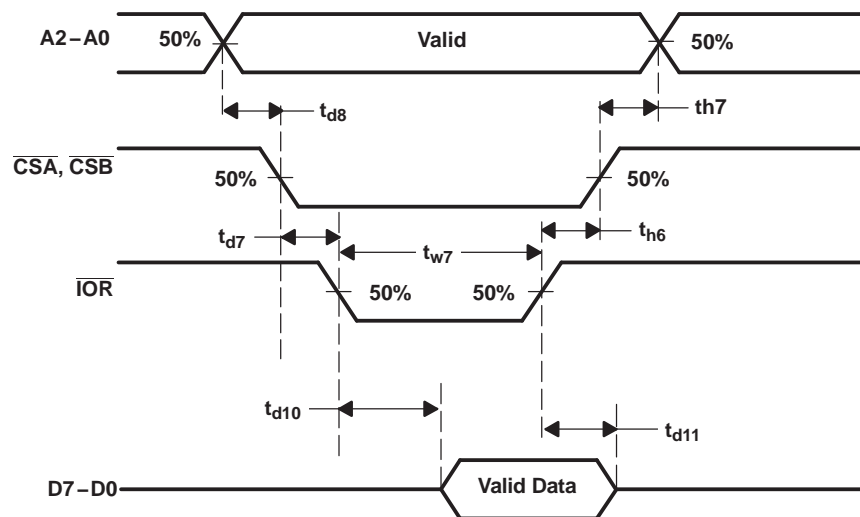 A2–A0 50% Valid 50%
td8 th7
CSA, CSB 50% 50%
td7 tw7 th6
IOR 50% 50%
td10 td11
D7–D0 Valid Data